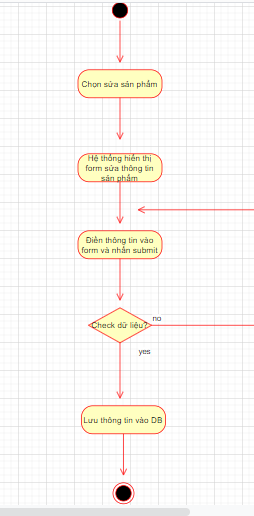 Chọn sửa sản phẩm
Hệ thống hiển thị
form sửa thông tin
sản phẩm
Điền thông tin vào
form và nhấn submit
Check dữ liệu?
no
yes
Lưu thông tin vào DB